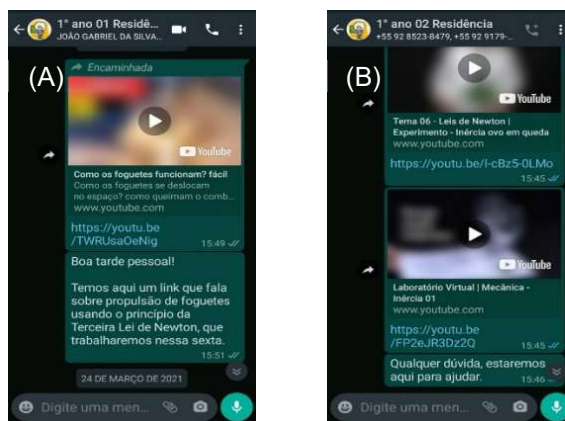 (A)
1° ano 01 Residê...
JOÃO GABRIEL DA SILVA...
Encaminhada
YouTube
Como os foguetes funcionam? fácil
Como os foguetes se deslocam
no espaço? como queimam o comb...
www.youtube.com
https://youtu.be
/TWRUsaOeNig
15:49
Boa tarde pessoal!
Temos aqui um link que fala
sobre propulsão de foguetes
usando o princípio da
Terceira Lei de Newton, que
trabalharemos nessa sexta.
15:51
24 DE MARÇO DE 2021
Digite uma men...
(B)
1° ano 02 Residência
+55 92 8523-8479, +55 92 9179-...
YouTube
Tema 06 - Leis de Newton |
Experimento - Inércia ovo em queda
www.youtube.com
https://youtu.be/l-cBz5-0LMo
15:45
YouTube
Laboratório Virtual | Mecânica -
Inércia 01
www.youtube.com
https://youtu.be
/FP2eJR3Dz2Q
15:45
Qualquer dúvida, estaremos
aqui para ajudar.
15:46
Digite uma men...